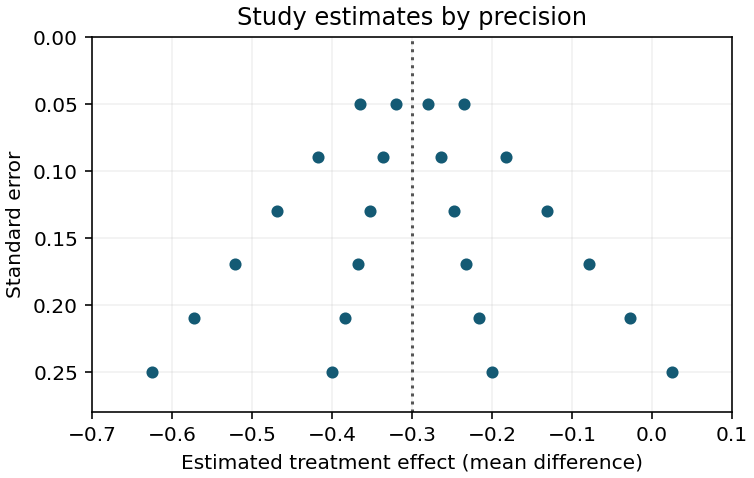 Study estimates by precision
0.00
0.05
0.10
0.15
0.20
0.25
Standard error
−0.7 −0.6 −0.5 −0.4 −0.3 −0.2 −0.1 0.0 0.1
Estimated treatment effect (mean difference)